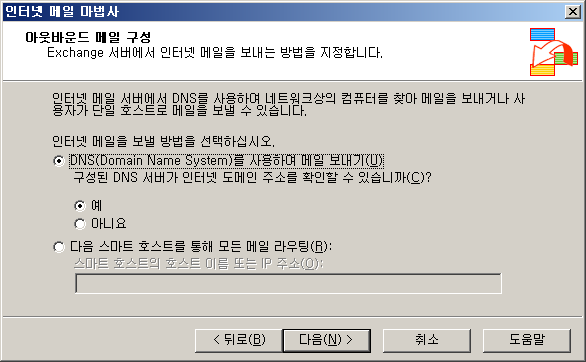 인터넷 메일 마법사
아웃바운드 메일 구성
Exchange 서버에서 인터넷 메일을 보내는 방법을 지정합니다.
인터넷 메일 서버에서 DNS를 사용하여 네트워크상의 컴퓨터를 찾아 메일을 보내거나 사
용자가 단일 호스트로 메일을 보낼 수 있습니다.
인터넷 메일을 보낼 방법을 선택하십시오.
DNS(Domain Name System)를 사용하여 메일 보내기(U)
구성된 DNS 서버가 인터넷 도메인 주소를 확인할 수 있습니까(C)?
예
아니요
다음 스마트 호스트를 통해 모든 메일 라우팅(R):
스마트 호스트의 호스트 이름 또는 IP 주소(O):
< 뒤로(B) 다음(N) > 취소 도움말